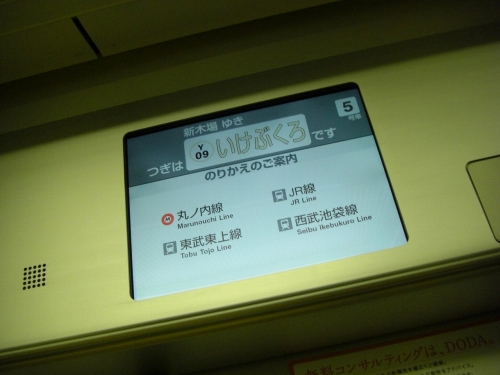 新木場 ゆき
5
号車
つぎは Y 09 いけぶくろ です
のりかえのご案内
丸ノ内線
Marunouchi Line
JR線
JR Line
東武東上線
Tobu Tojo Line
西武池袋線
Seibu Ikebukuro Line
無料コンサルティングは、DODA.